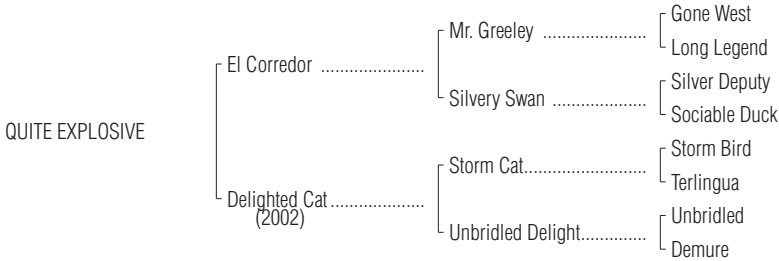 Gone West
Mr. Greeley ......................
Long Legend
El Corredor ......................
Silver Deputy
Silvery Swan ....................
Sociable Duck
QUITE EXPLOSIVE
Storm Bird
Storm Cat..........................
Terlingua
Delighted Cat ....................
(2002)
Unbridled
Unbridled Delight..............
Demure